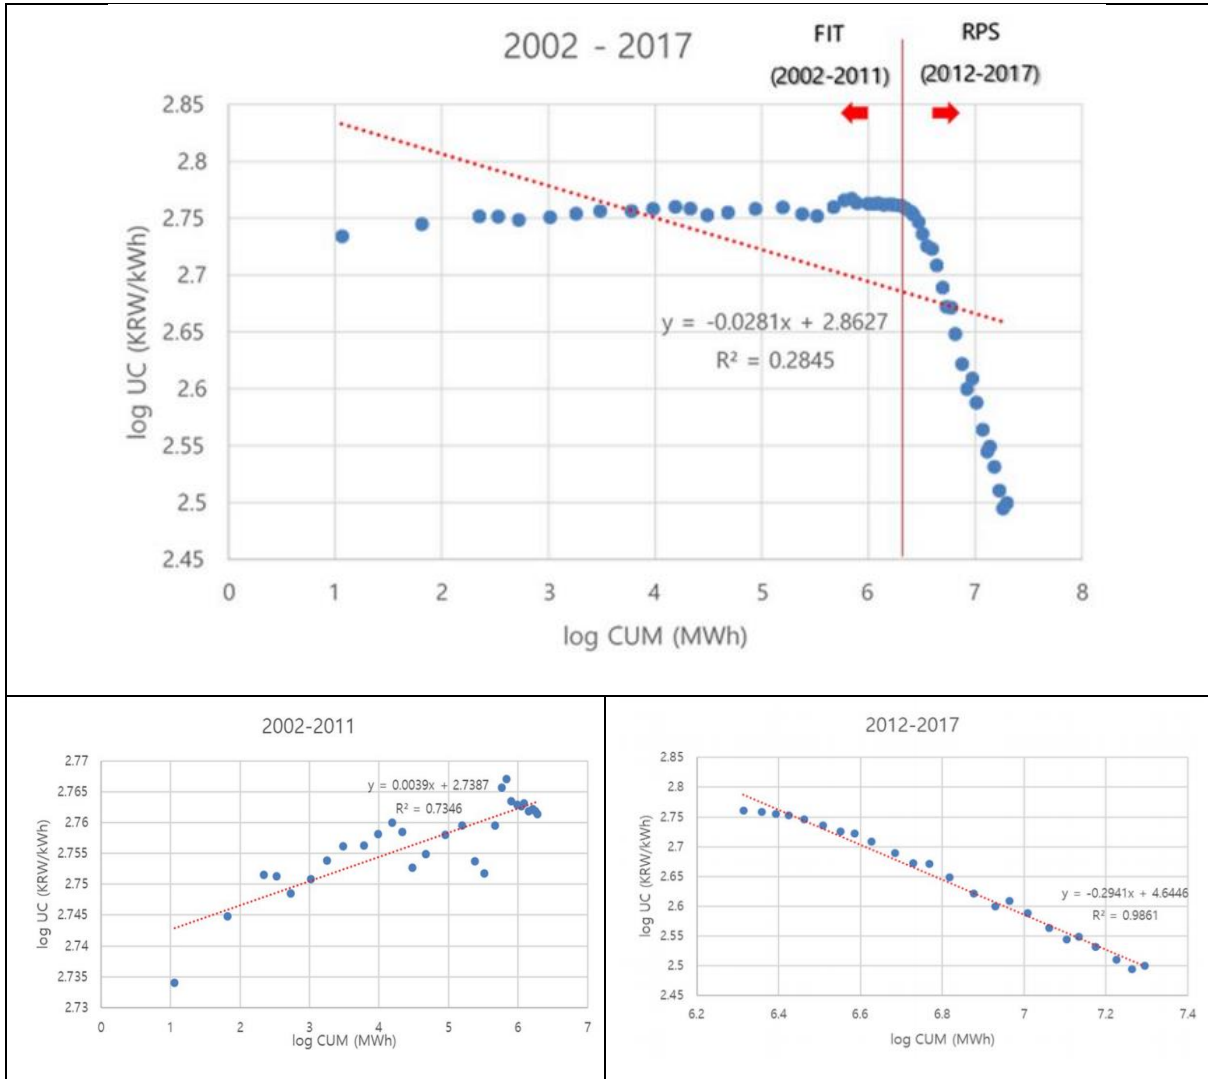 2002 - 2017
FIT
(2002-2011)
RPS
(2012-2017)
2.85
2.8
2.75
2.7
2.65
2.6
2.55
2.5
2.45
log UC (KRW/kWh)
y = -0.0281x + 2.8627
R² = 0.2845
0 1 2 3 4 5 6 7 8
log CUM (MWh)
2002-2011
2.77
2.765
2.76
2.755
2.75
2.745
2.74
2.735
2.73
log UC (KRW/kWh)
y = 0.0039x + 2.7387
R² = 0.7346
0 1 2 3 4 5 6 7
log CUM (MWh)
2012-2017
2.85
2.8
2.75
2.7
2.65
2.6
2.55
2.5
2.45
log UC (KRW/kWh)
y = -0.2941x + 4.6446
R² = 0.9861
6.2 6.4 6.6 6.8 7 7.2 7.4
log CUM (MWh)